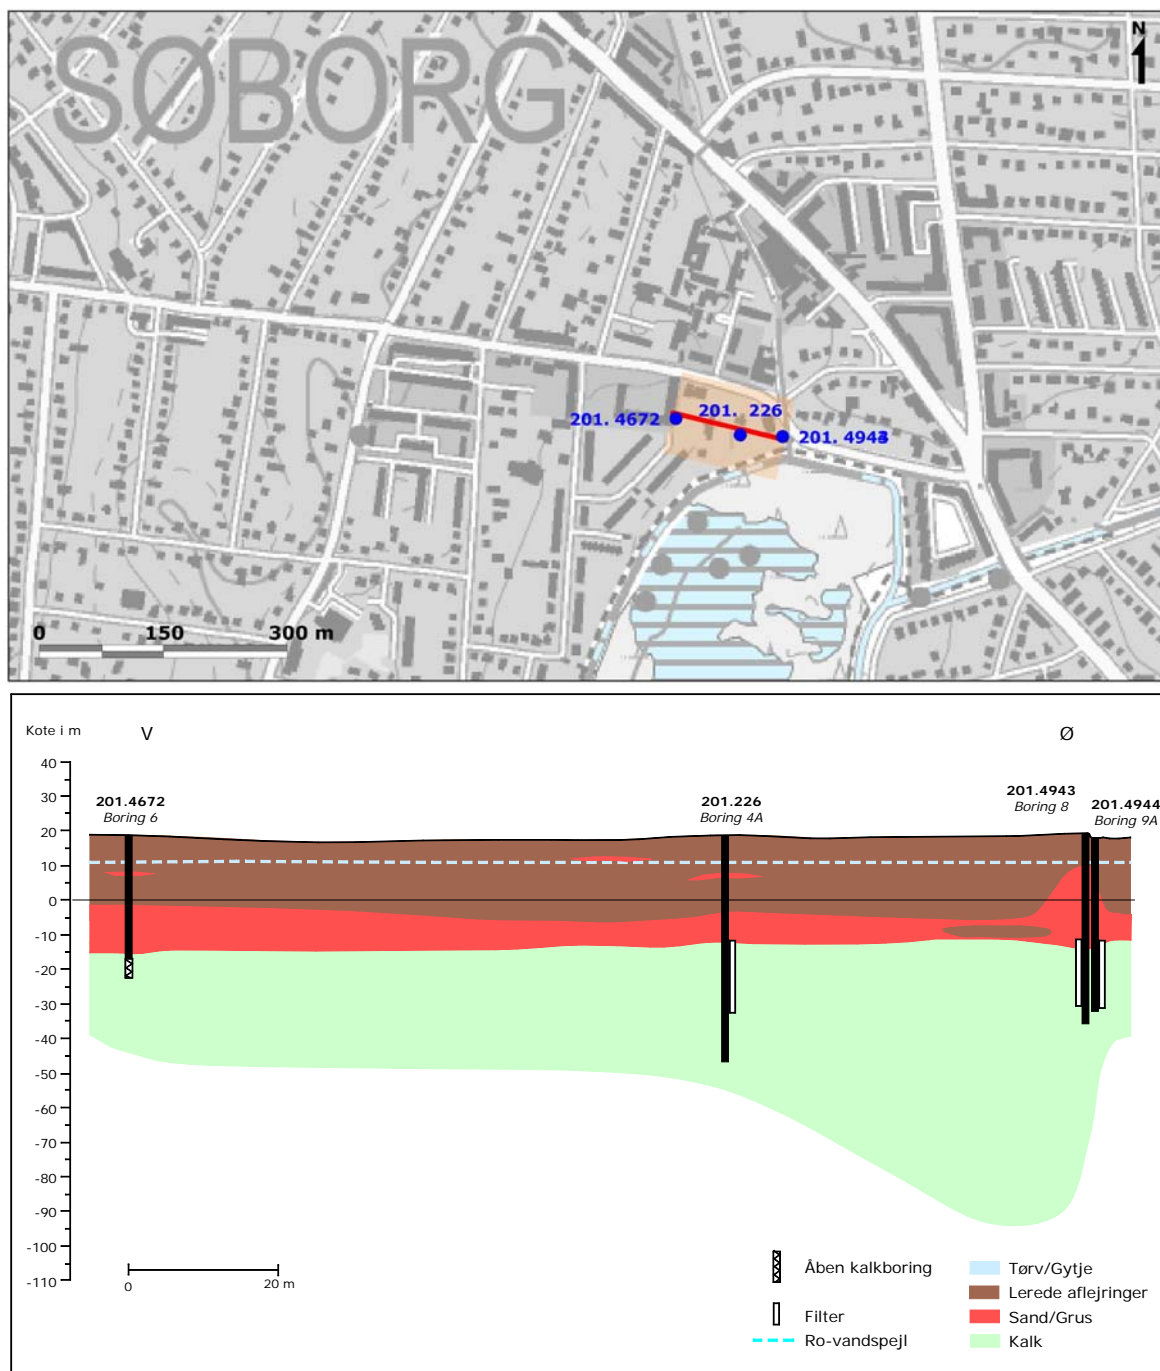 SØBORG
N
201. 4672
201. 226
201. 4943
0 150 300 m
Kote i m
V
Ø
40
30
20
10
0
-10
-20
-30
-40
-50
-60
-70
-80
-90
-100
-110
201.4672
Boring 6
201.226
Boring 4A
201.4943
Boring 8
201.4944
Boring 9A
0 20 m
Åben kalkboring
Filter
Ro-vandspejl
Tørv/Gytje
Lerede aflejringer
Sand/Grus
Kalk